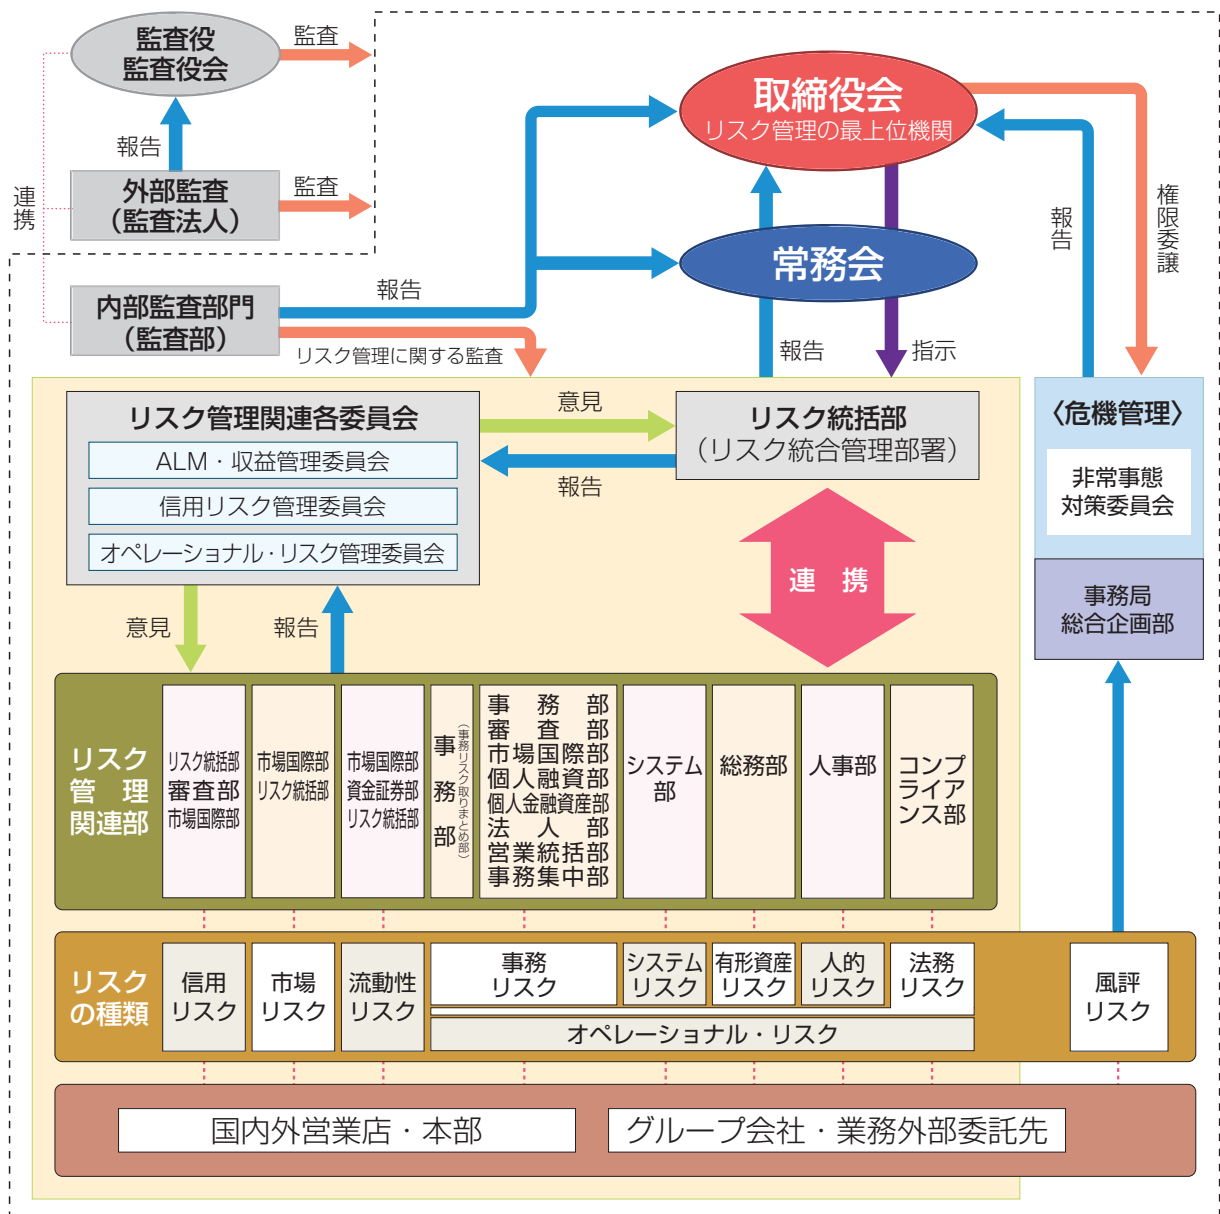 監査役
監査役会
監査
報告
連携
外部監査
（監査法人）
監査
内部監査部門
（監査部）
報告
リスク管理に関する監査
取締役会
リスク管理の最上位機関
常務会
報告
指示
報告
権限委譲
リスク管理関連各委員会
ALM・収益管理委員会
信用リスク管理委員会
オペレーショナル・リスク管理委員会
意見
報告
リスク統括部
（リスク統合管理部署）
連　携
〈危機管理〉
非常事態
対策委員会
事務局
総合企画部
意見
報告
リスク
管　理
関連部
リスク統括部
審査部
市場国際部
市場国際部
リスク統括部
市場国際部
資金証券部
リスク統括部
事務部
（事務リスク取りまとめ部）
事　務　部
審　査　部
市場国際部
個人融資部
個人金融資産部
法　人　部
営業統括部
事務集中部
システム
部
総務部
人事部
コンプ
ライア
ンス部
リスク
の種類
信用
リスク
市場
リスク
流動性
リスク
事務
リスク
システム
リスク
有形資産
リスク
人的
リスク
法務
リスク
オペレーショナル・リスク
風評
リスク
国内外営業店・本部
グループ会社・業務外部委託先